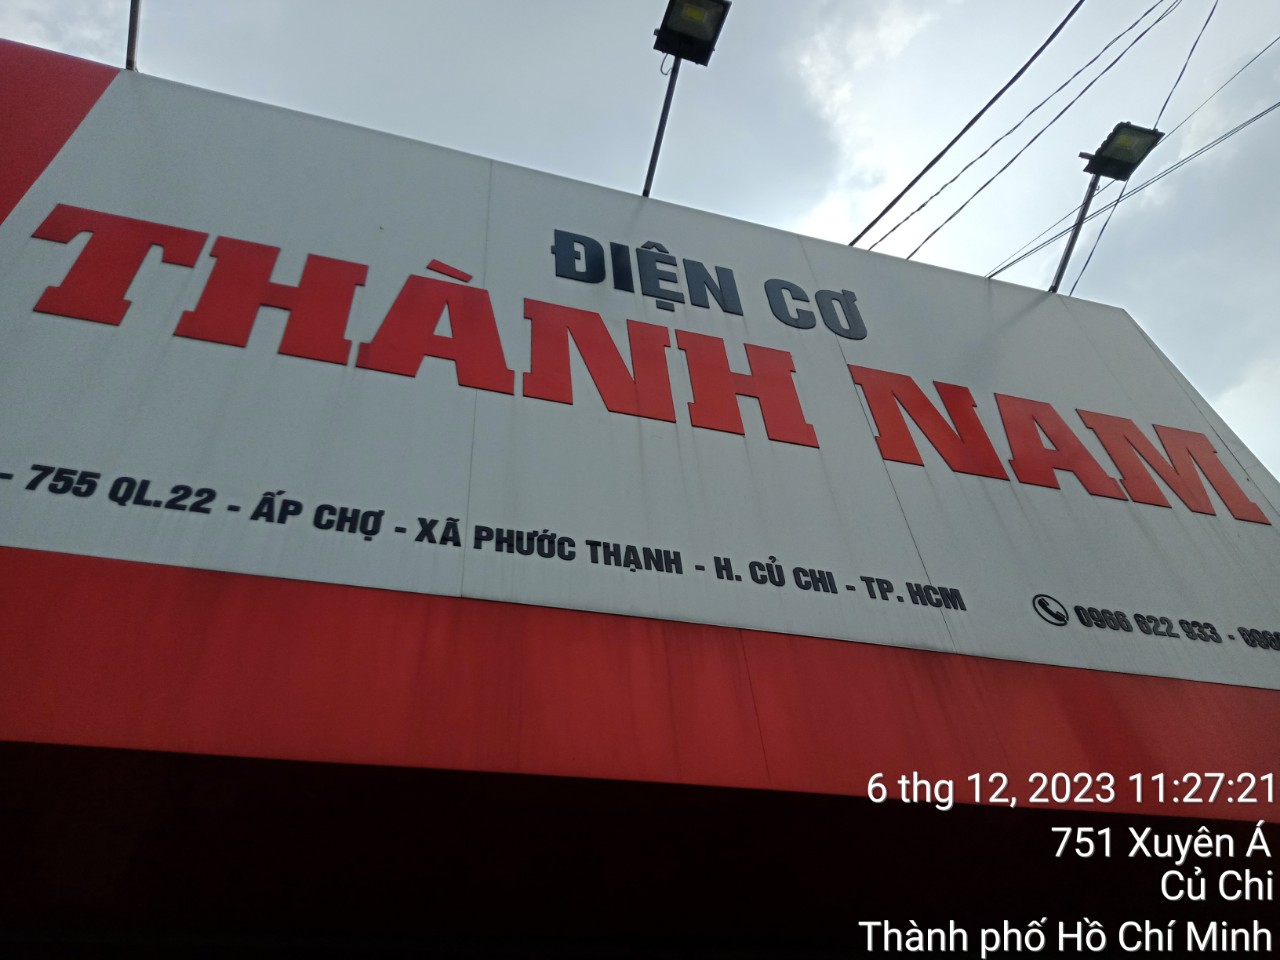 ĐIỆN CƠ
THÀNH NAM
- 755 QL.22 - ẤP CHỢ - XÃ PHƯỚC THẠNH - H. CỦ CHI - TP. HCM
0966 622 933 -
6 thg 12, 2023 11:27:21
751 Xuyên Á
Củ Chi
Thành phố Hồ Chí Minh